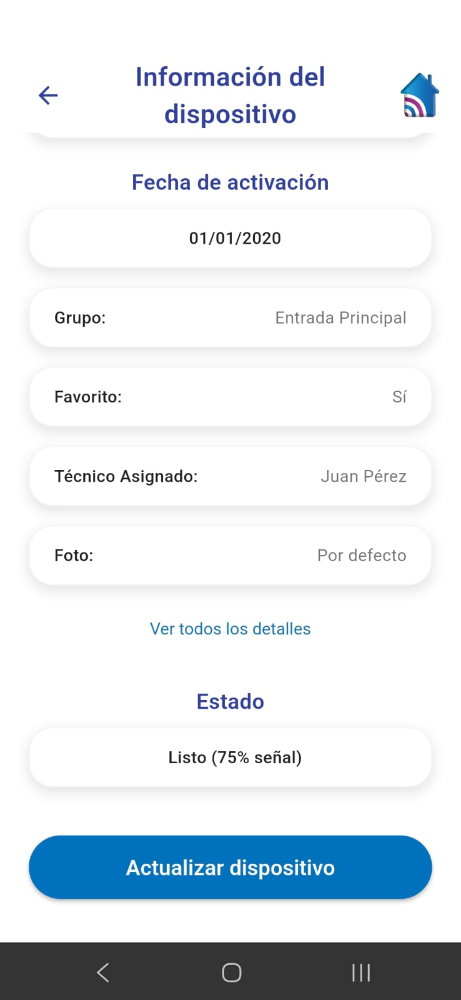 Información del
dispositivo
Fecha de activación
01/01/2020
Grupo: Entrada Principal
Favorito: Sí
Técnico Asignado: Juan Pérez
Foto: Por defecto
Ver todos los detalles
Estado
Listo (75% señal)
Actualizar dispositivo